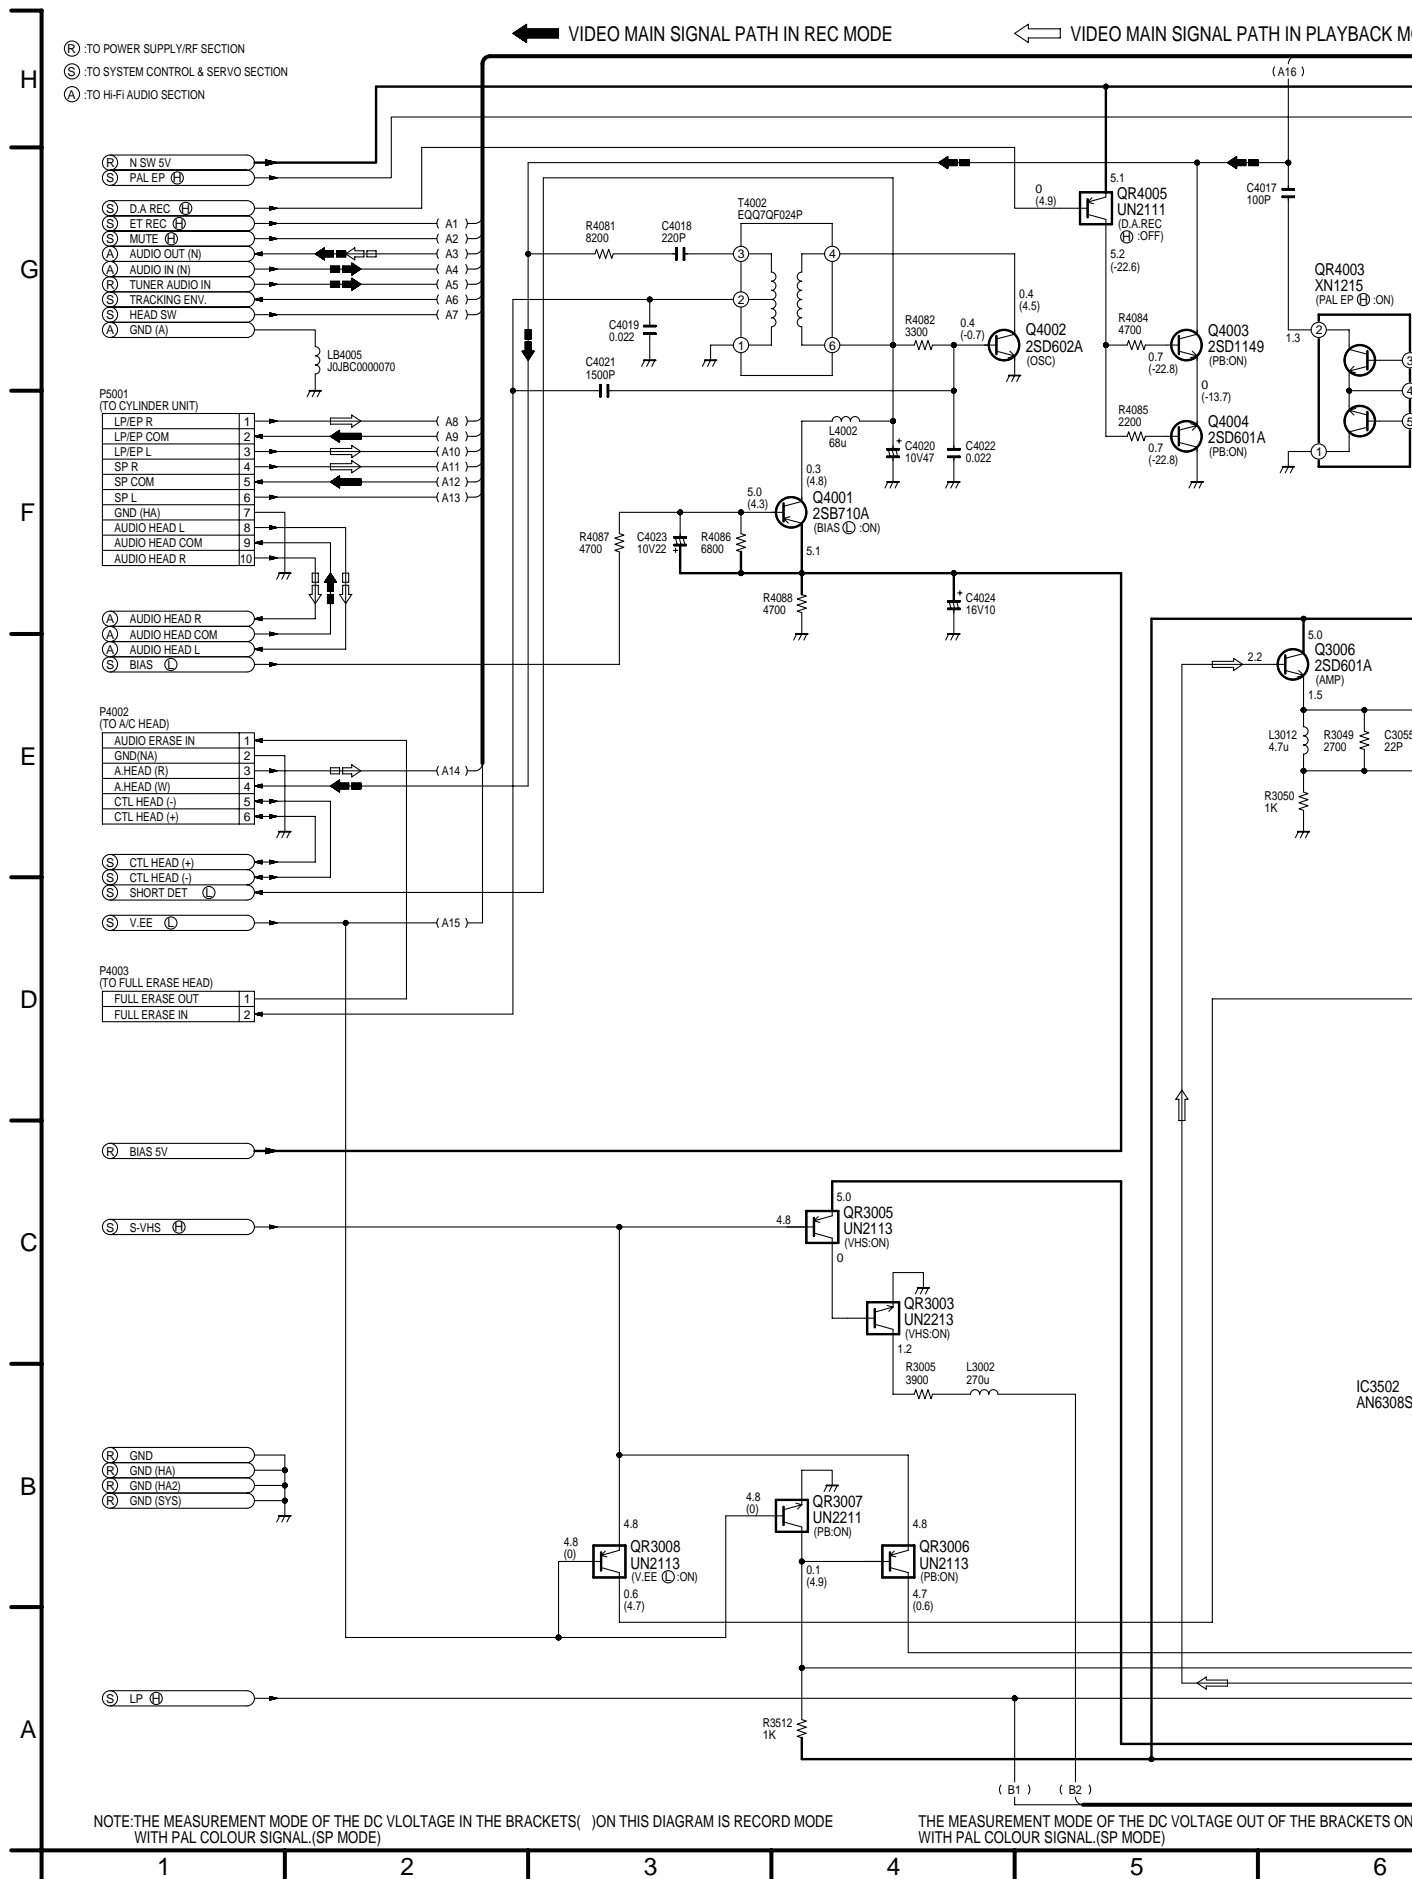 VIDEO MAIN SIGNAL PATH IN REC MODE
VIDEO MAIN SIGNAL PATH IN PLAYBACK M
Ⓡ :TO POWER SUPPLY/RF SECTION
Ⓢ :TO SYSTEM CONTROL & SERVO SECTION
Ⓐ :TO Hi-Fi AUDIO SECTION
H
(A16)
Ⓡ N SW 5V
Ⓢ PAL EP Ⓗ
Ⓢ D.A REC Ⓗ
Ⓢ ET REC Ⓗ (A1)
Ⓢ MUTE Ⓗ (A2)
Ⓐ AUDIO OUT (N) (A3)
Ⓐ AUDIO IN (N) (A4)
Ⓡ TUNER AUDIO IN (A5)
Ⓢ TRACKING ENV. (A6)
Ⓢ HEAD SW (A7)
Ⓐ GND (A)
G
LB4005
J0JBC0000070
R4081
8200
C4018
220P
T4002
EQQ7QF024P
3
2
1
4
6
C4019
0.022
C4021
1500P
R4082
3300
0.4
(-0.7)
0.4
(4.5)
Q4002
2SD602A
(OSC)
0
(4.9)
5.1
QR4005
UN2111
(D.A.REC
Ⓗ :OFF)
5.2
(-22.6)
R4084
4700
0.7
(-22.8)
Q4003
2SD1149
(PB:ON)
0
(-13.7)
R4085
2200
0.7
(-22.8)
Q4004
2SD601A
(PB:ON)
C4017
100P
QR4003
XN1215
(PAL EP Ⓗ :ON)
1.3
2
3
4
5
1
P5001
(TO CYLINDER UNIT)
LP/EP R 1 (A8)
LP/EP COM 2 (A9)
LP/EP L 3 (A10)
SP R 4 (A11)
SP COM 5 (A12)
SP L 6 (A13)
GND (HA) 7
AUDIO HEAD L 8
AUDIO HEAD COM 9
AUDIO HEAD R 10
F
L4002
68u
C4020
10V47
+
C4022
0.022
0.3
(4.8)
5.0
(4.3)
Q4001
2SB710A
(BIAS Ⓛ :ON)
5.1
R4087
4700
C4023
10V22
+
R4086
6800
R4088
4700
C4024
16V10
+
Ⓐ AUDIO HEAD R
Ⓐ AUDIO HEAD COM
Ⓐ AUDIO HEAD L
Ⓢ BIAS Ⓛ
5.0
Q3006
2SD601A
(AMP)
2.2
1.5
L3012
4.7u
R3049
2700
C3055
22P
R3050
1K
P4002
(TO A/C HEAD)
AUDIO ERASE IN 1
GND(NA) 2
A.HEAD (R) 3 (A14)
A.HEAD (W) 4
CTL HEAD (-) 5
CTL HEAD (+) 6
E
Ⓢ CTL HEAD (+)
Ⓢ CTL HEAD (-)
Ⓢ SHORT DET Ⓛ
Ⓢ V.EE Ⓛ (A15)
P4003
(TO FULL ERASE HEAD)
FULL ERASE OUT 1
FULL ERASE IN 2
D
Ⓡ BIAS 5V
Ⓢ S-VHS Ⓗ
C
5.0
4.8
QR3005
UN2113
(VHS:ON)
0
QR3003
UN2213
(VHS:ON)
1.2
R3005
3900
L3002
270u
IC3502
AN6308S
Ⓡ GND
Ⓡ GND (HA)
Ⓡ GND (HA2)
Ⓡ GND (SYS)
B
4.8
(0)
QR3007
UN2211
(PB:ON)
4.8
(0)
4.8
QR3008
UN2113
(V.EE Ⓛ :ON)
0.6
(4.7)
0.1
(4.9)
4.8
QR3006
UN2113
(PB:ON)
4.7
(0.6)
Ⓢ LP Ⓗ
A
R3512
1K
(B1)
(B2)
NOTE:THE MEASUREMENT MODE OF THE DC VLOLTAGE IN THE BRACKETS( )ON THIS DIAGRAM IS RECORD MODE
WITH PAL COLOUR SIGNAL.(SP MODE)
THE MEASUREMENT MODE OF THE DC VOLTAGE OUT OF THE BRACKETS ON
WITH PAL COLOUR SIGNAL.(SP MODE)
1 2 3 4 5 6